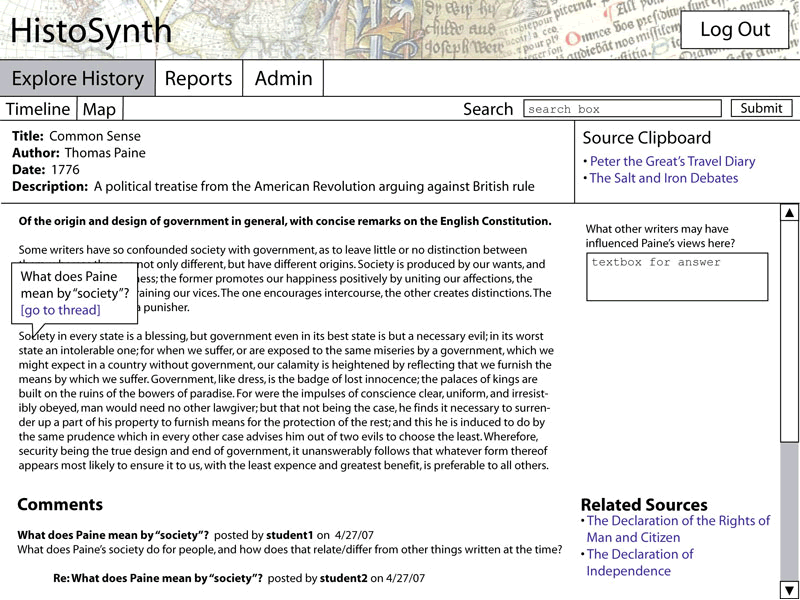 HistoSynth
Log Out
Explore History
Reports
Admin
Timeline
Map
Search
search box
Submit
Title: Common Sense
Author: Thomas Paine
Date: 1776
Description: A political treatise from the American Revolution arguing against British rule
Source Clipboard
• Peter the Great's Travel Diary
• The Salt and Iron Debates
Of the origin and design of government in general, with concise remarks on the English Constitution.
Some writers have so confounded society with government, as to leave little or no distinction between
not only different, but have different origins. Society is produced by our wants, and
ness; the former promotes our happiness positively by uniting our affections, the
raining our vices. The one encourages intercourse, the other creates distinctions. The
a punisher.
What does Paine
mean by "society"?
[go to thread]
Society in every state is a blessing, but government even in its best state is but a necessary evil; in its worst
state an intolerable one; for when we suffer, or are exposed to the same miseries by a government, which we
might expect in a country without government, our calamity is heightened by reflecting that we furnish the
means by which we suffer. Government, like dress, is the badge of lost innocence; the palaces of kings are
built on the ruins of the bowers of paradise. For were the impulses of conscience clear, uniform, and irresist-
ibly obeyed, man would need no other lawgiver; but that not being the case, he finds it necessary to surren-
der up a part of his property to furnish means for the protection of the rest; and this he is induced to do by
the same prudence which in every other case advises him out of two evils to choose the least. Wherefore,
security being the true design and end of government, it unanswerably follows that whatever form thereof
appears most likely to ensure it to us, with the least expence and greatest benefit, is preferable to all others.
What other writers may have
influenced Paine's views here?
textbox for answer
Comments
What does Paine mean by "society"? posted by student1 on 4/27/07
What does Paine's society do for people, and how does that relate/differ from other things written at the time?
Re: What does Paine mean by "society"? posted by student2 on 4/27/07
Related Sources
• The Declaration of the Rights of
Man and Citizen
• The Declaration of
Independence